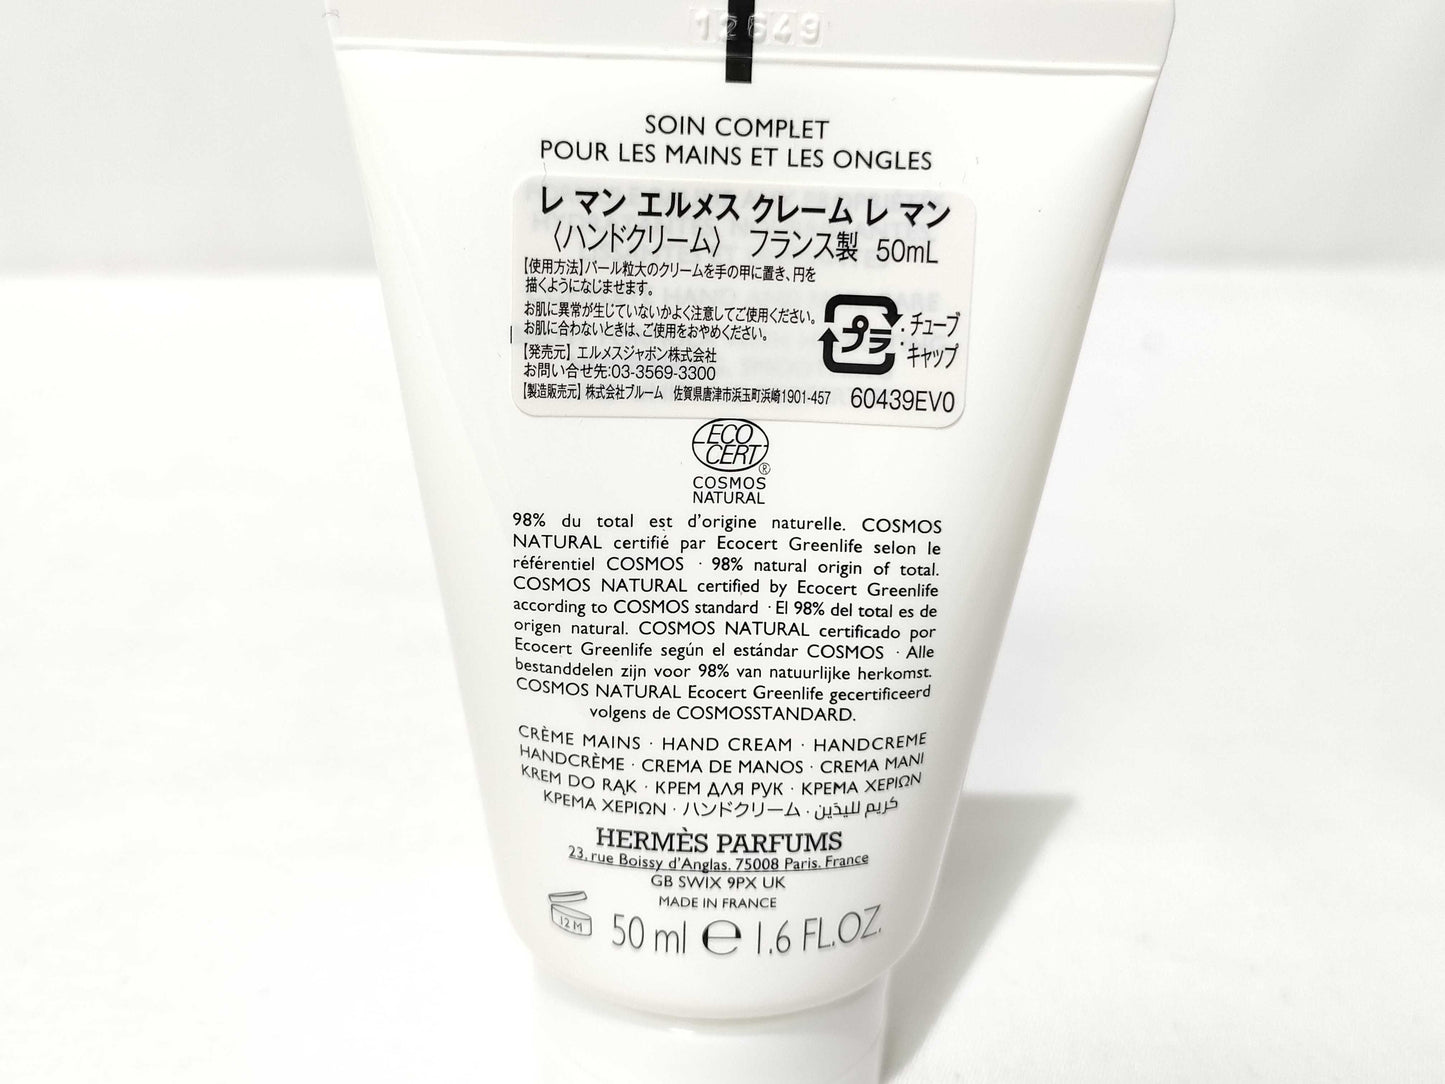 12649
SOIN COMPLET
POUR LES MAINS ET LES ONGLES
レ マン エルメス クレーム レ マン
〈ハンドクリーム〉 フランス製 50mL
【使用方法】パール粒大のクリームを手の甲に置き、円を
描くようになじませます。
お肌に異常が生じていないかよく注意してご使用ください。
お肌に合わないときは、ご使用をおやめください。
プラ
:チューブ
:キャップ
【発売元】エルメスジャポン株式会社
お問い合せ先:03-3569-3300
【製造販売元】株式会社ブルーム 佐賀県唐津市浜玉町浜崎1901-457
60439EV0
ECO
CERT®
COSMOS
NATURAL
98% du total est d'origine naturelle. COSMOS
NATURAL certifié par Ecocert Greenlife selon le
référentiel COSMOS · 98% natural origin of total.
COSMOS NATURAL certified by Ecocert Greenlife
according to COSMOS standard · El 98% del total es de
origen natural. COSMOS NATURAL certificado por
Ecocert Greenlife según el estándar COSMOS · Alle
bestanddelen zijn voor 98% van natuurlijke herkomst.
COSMOS NATURAL Ecocert Greenlife gecertificeerd
volgens de COSMOSSTANDARD.
CRÈME MAINS · HAND CREAM · HANDCREME
HANDCRÈME · CREMA DE MANOS · CREMA MANI
KREM DO RĄK · КРЕМ ДЛЯ РУК · ΚΡΕΜΑ ΧΕΡΙΩΝ
ΚΡΕΜΑ ΧΕΡΙΩΝ · ハンドクリーム · كريم لليدين
HERMÈS PARFUMS
23, rue Boissy d'Anglas, 75008 Paris. France
GB SW1X 9PX UK
MADE IN FRANCE
12 M
50 ml e 1.6 FL.OZ.